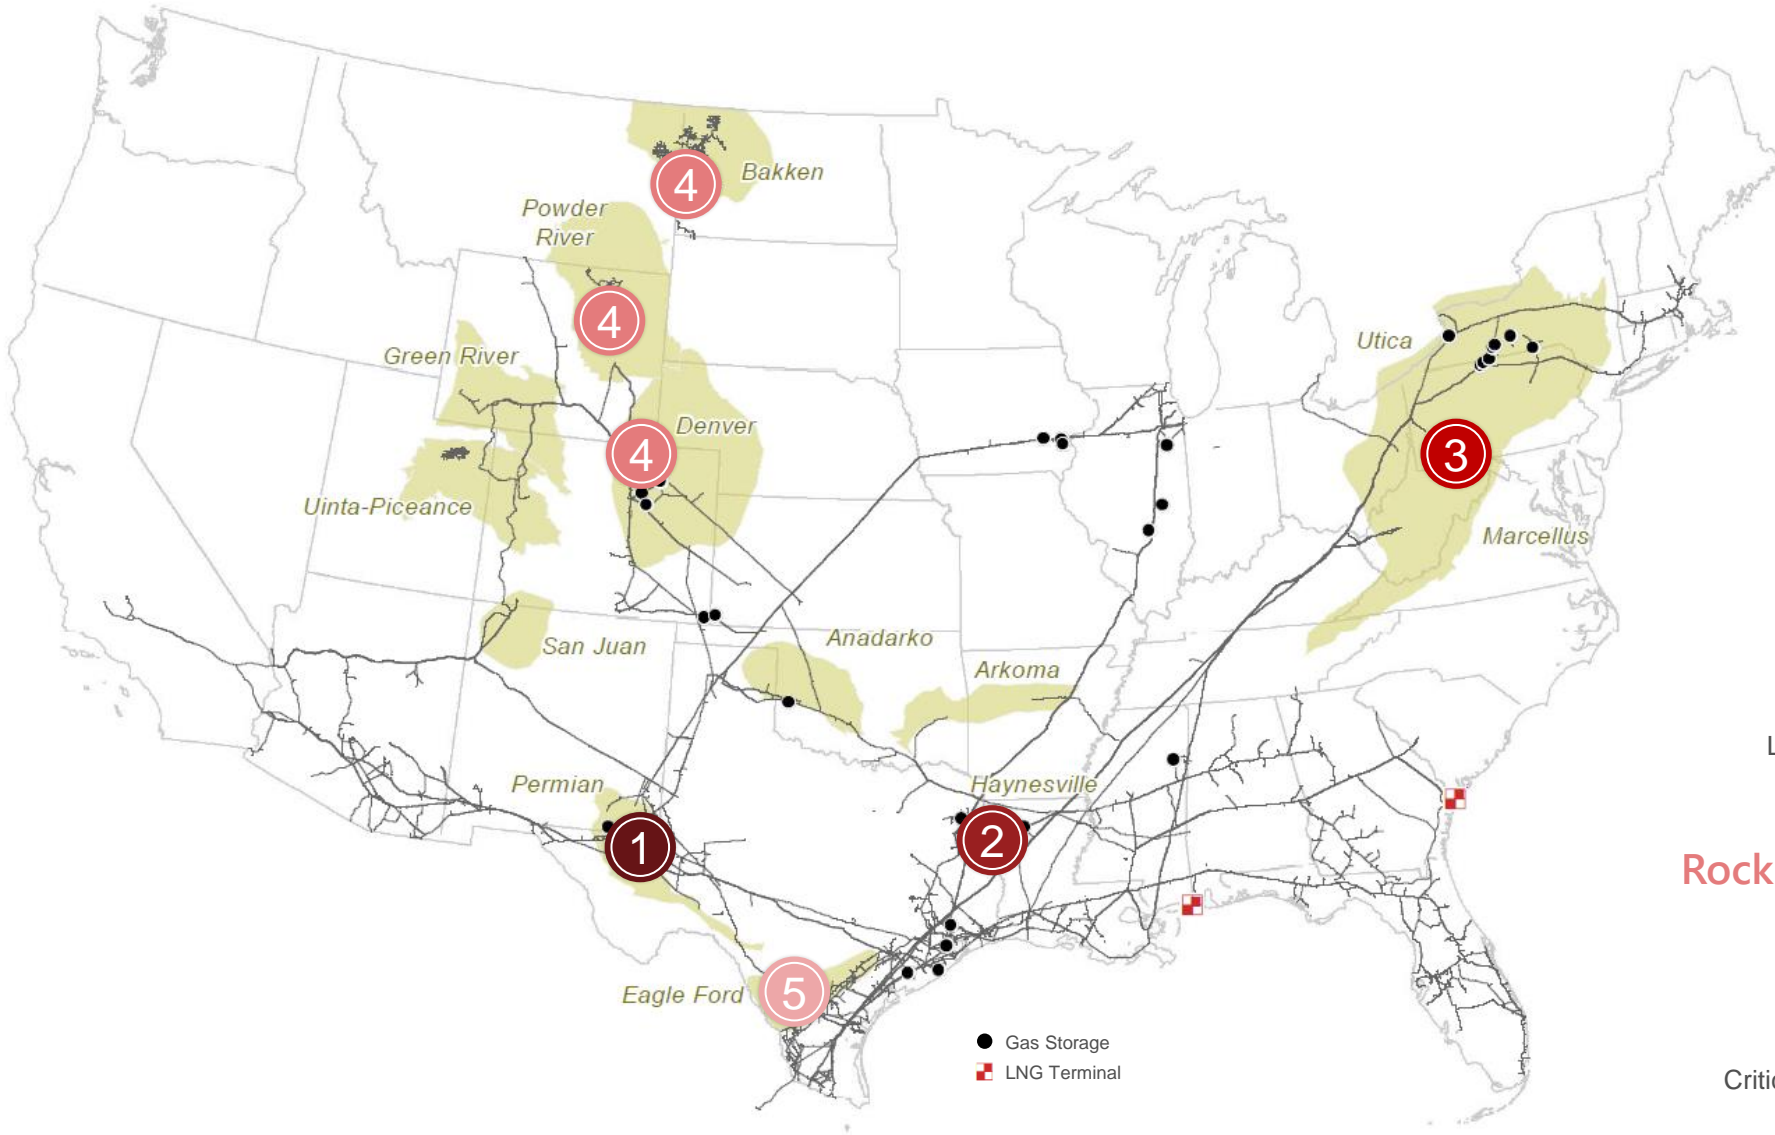 Bakken
4
Powder
River
4
Green River
Utica
Denver
4
3
Uinta-Piceance
Marcellus
San Juan
Anadarko
Arkoma
L
Permian
Haynesville
1
2
Rock
Eagle Ford
5
Gas Storage
LNG Terminal
Critic